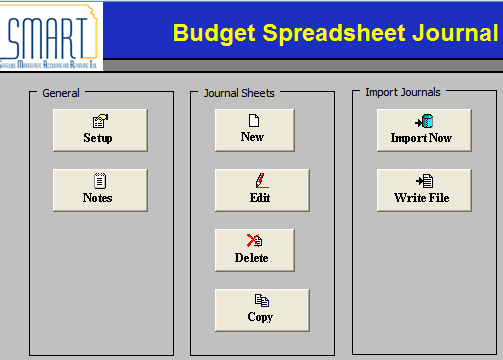 SMART
Budget Spreadsheet Journal
General
Setup
Notes
Journal Sheets
New
Edit
Delete
Copy
Import Journals
Import Now
Write File